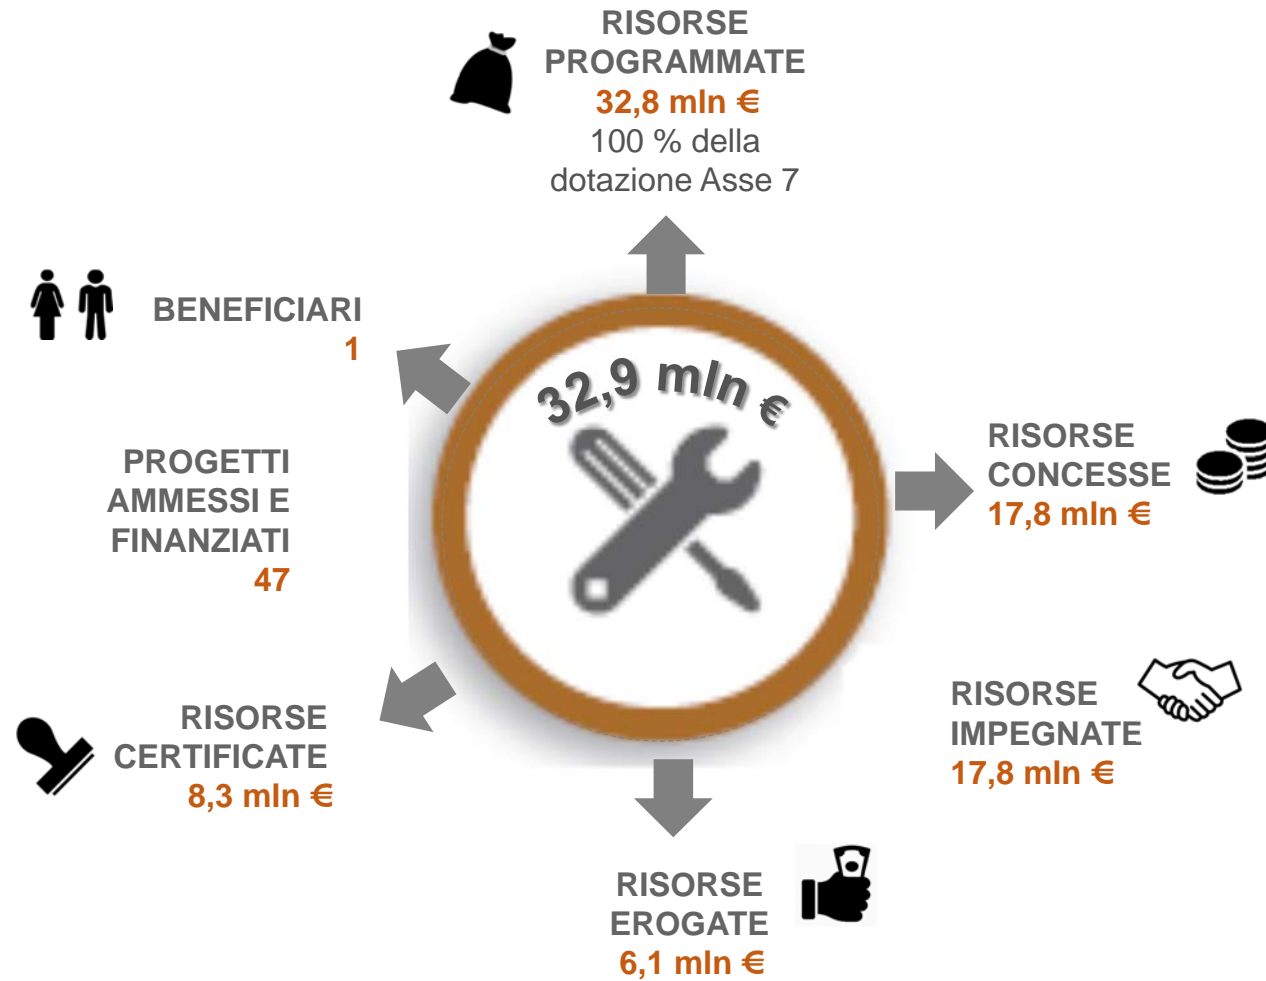 RISORSE
PROGRAMMATE
32,8 mln €
100 % della
dotazione Asse 7
BENEFICIARI
1
32,9 mln €
PROGETTI
AMMESSI E
FINANZIATI
47
RISORSE
CONCESSE
17,8 mln €
RISORSE
CERTIFICATE
8,3 mln €
RISORSE
IMPEGNATE
17,8 mln €
RISORSE
EROGATE
6,1 mln €